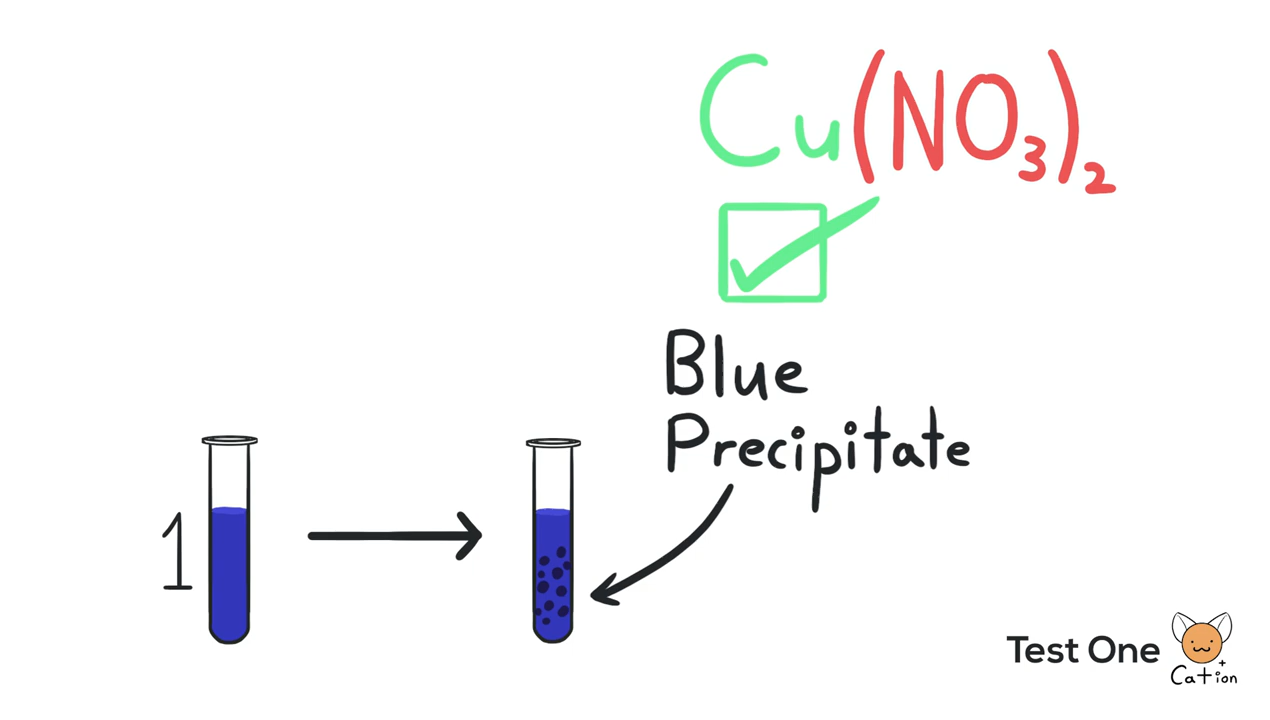 Cu(NO₃)₂
Blue
Precipitate
1
Test One
Cation
+